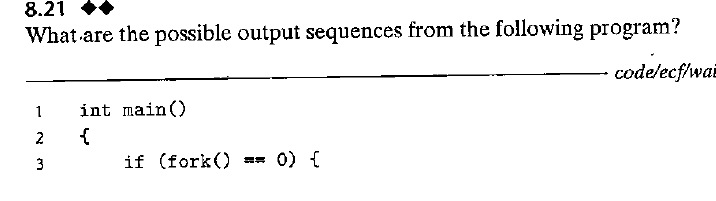 8.21 ◆◆
What are the possible output sequences from the following program?
code/ecf/wai
1 int main()
2 {
3 if (fork() == 0) {